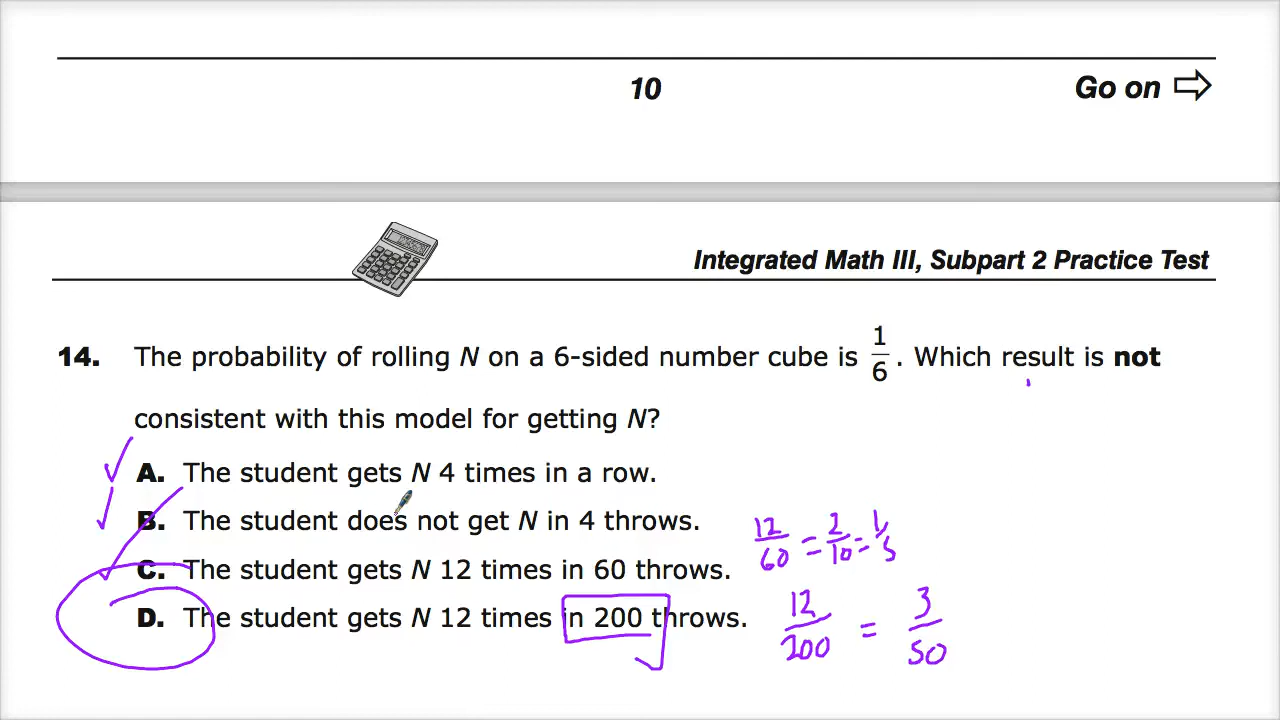 10
Go on
Integrated Math III, Subpart 2 Practice Test
14. The probability of rolling N on a 6-sided number cube is 1/6. Which result is not
consistent with this model for getting N?
A. The student gets N 4 times in a row.
B. The student does not get N in 4 throws.
C. The student gets N 12 times in 60 throws.
D. The student gets N 12 times in 200 throws.
12/60 = 2/10 = 1/5
12/200 = 3/50